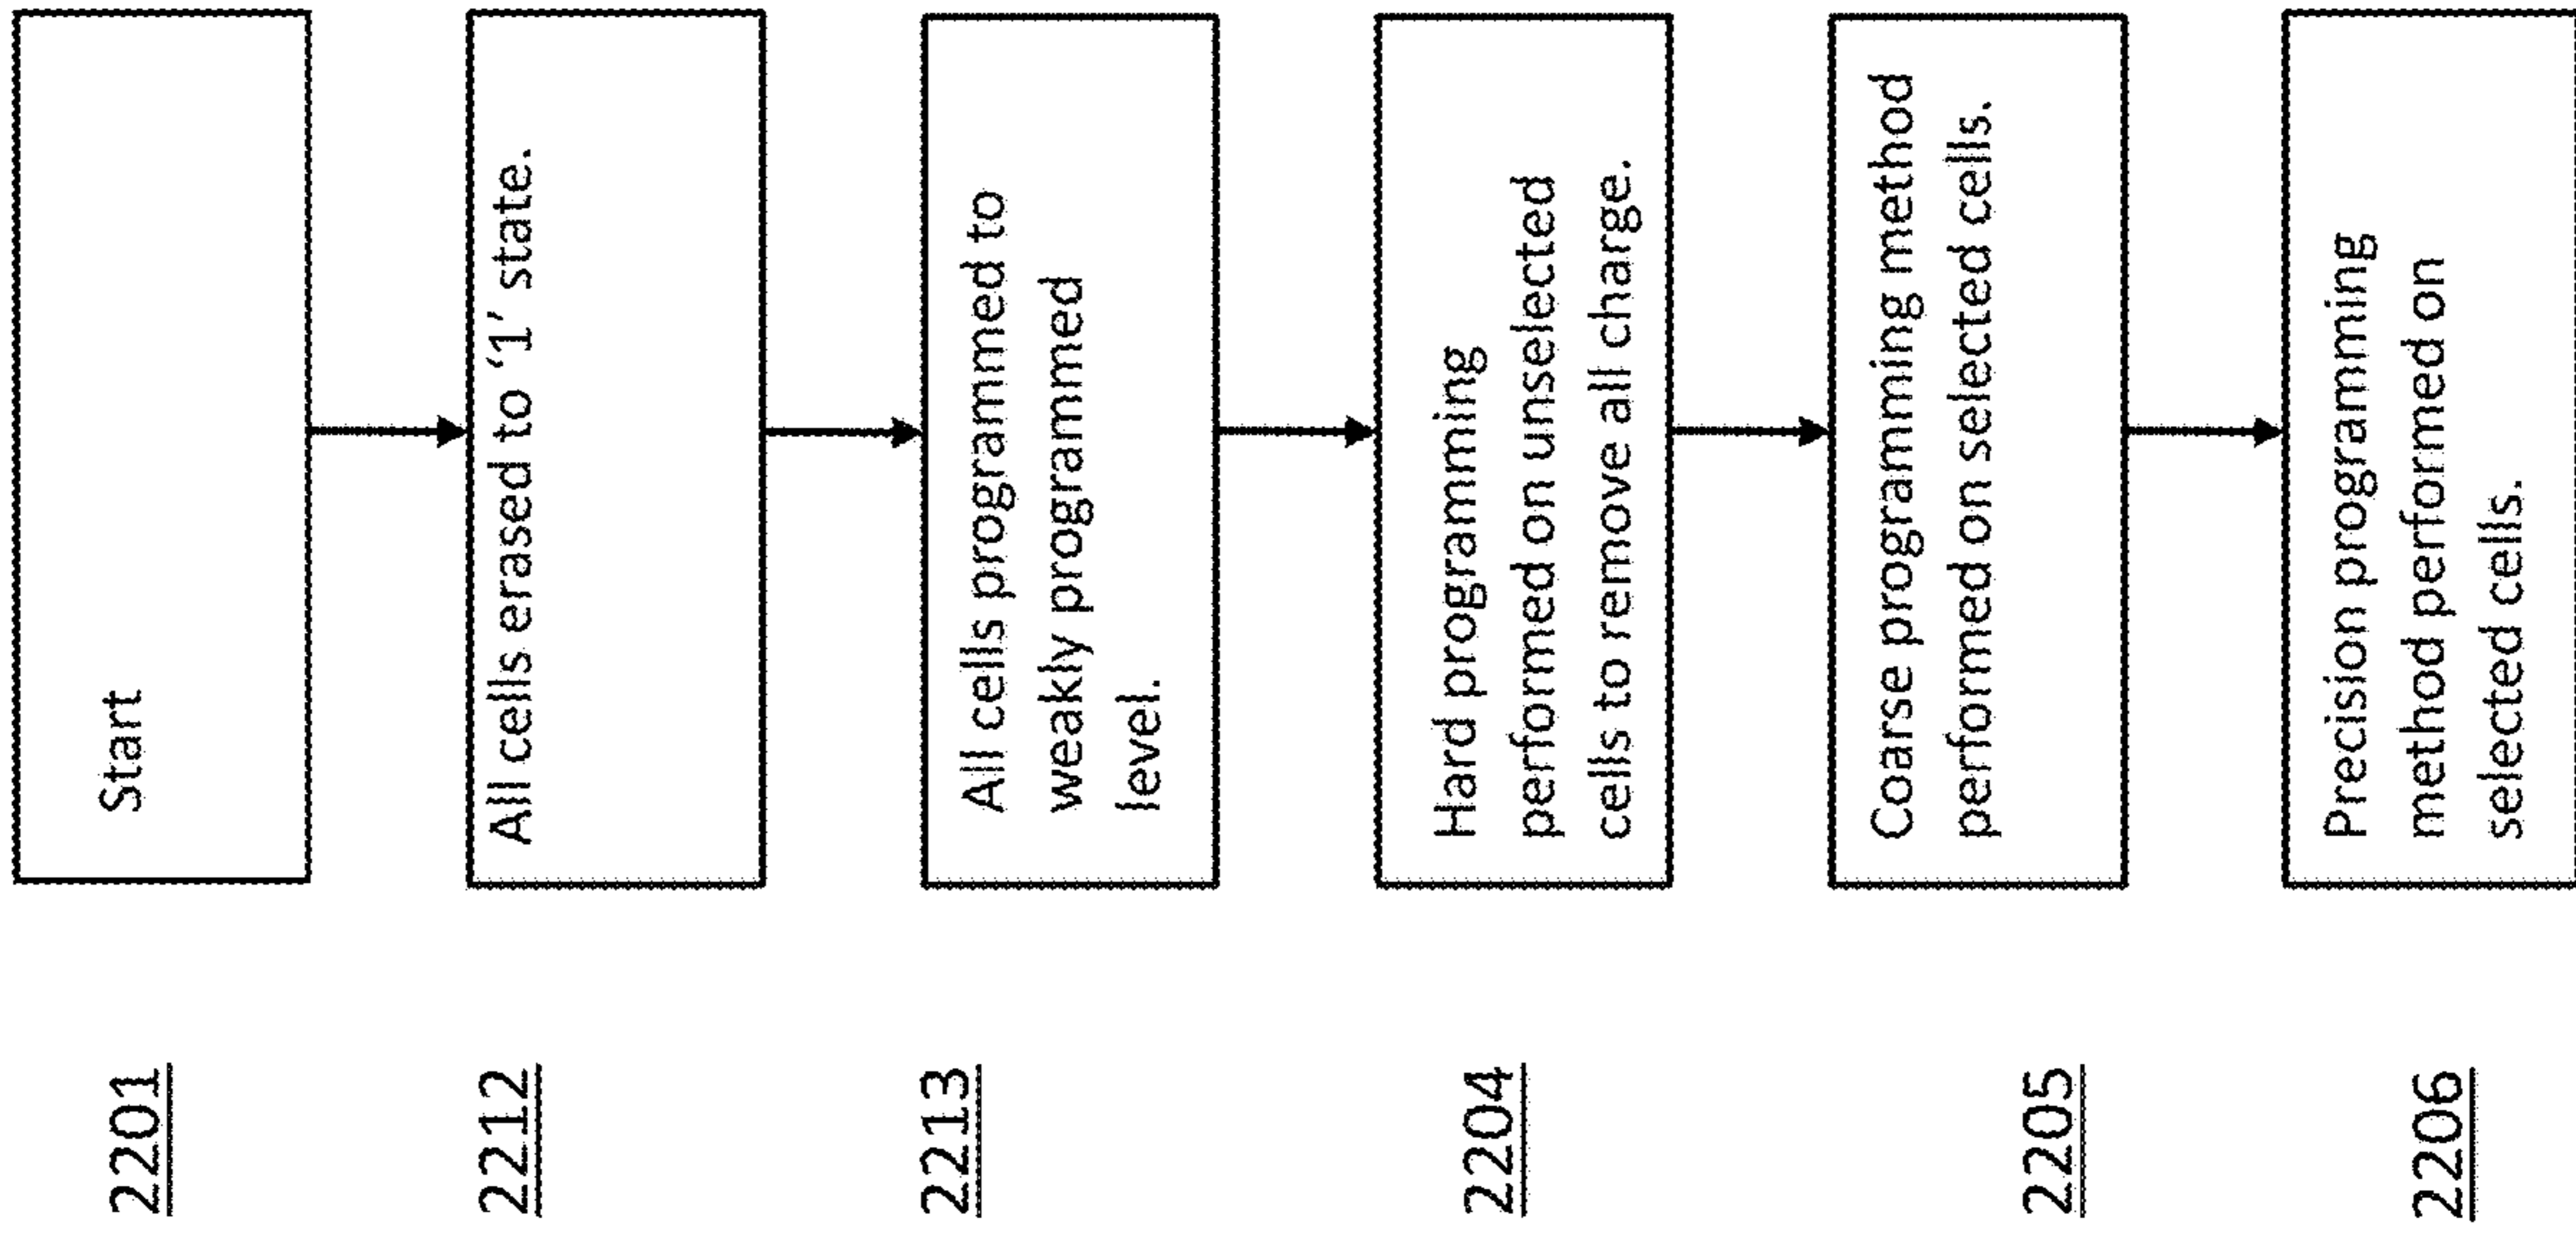 2201
Start
2212
All cells erased to ‘1’ state.
2213
All cells programmed to
weakly programmed
level.
2204
Hard programming
performed on unselected
cells to remove all charge.
2205
Coarse programming method
performed on selected cells.
2206
Precision programming
method performed on
selected cells.